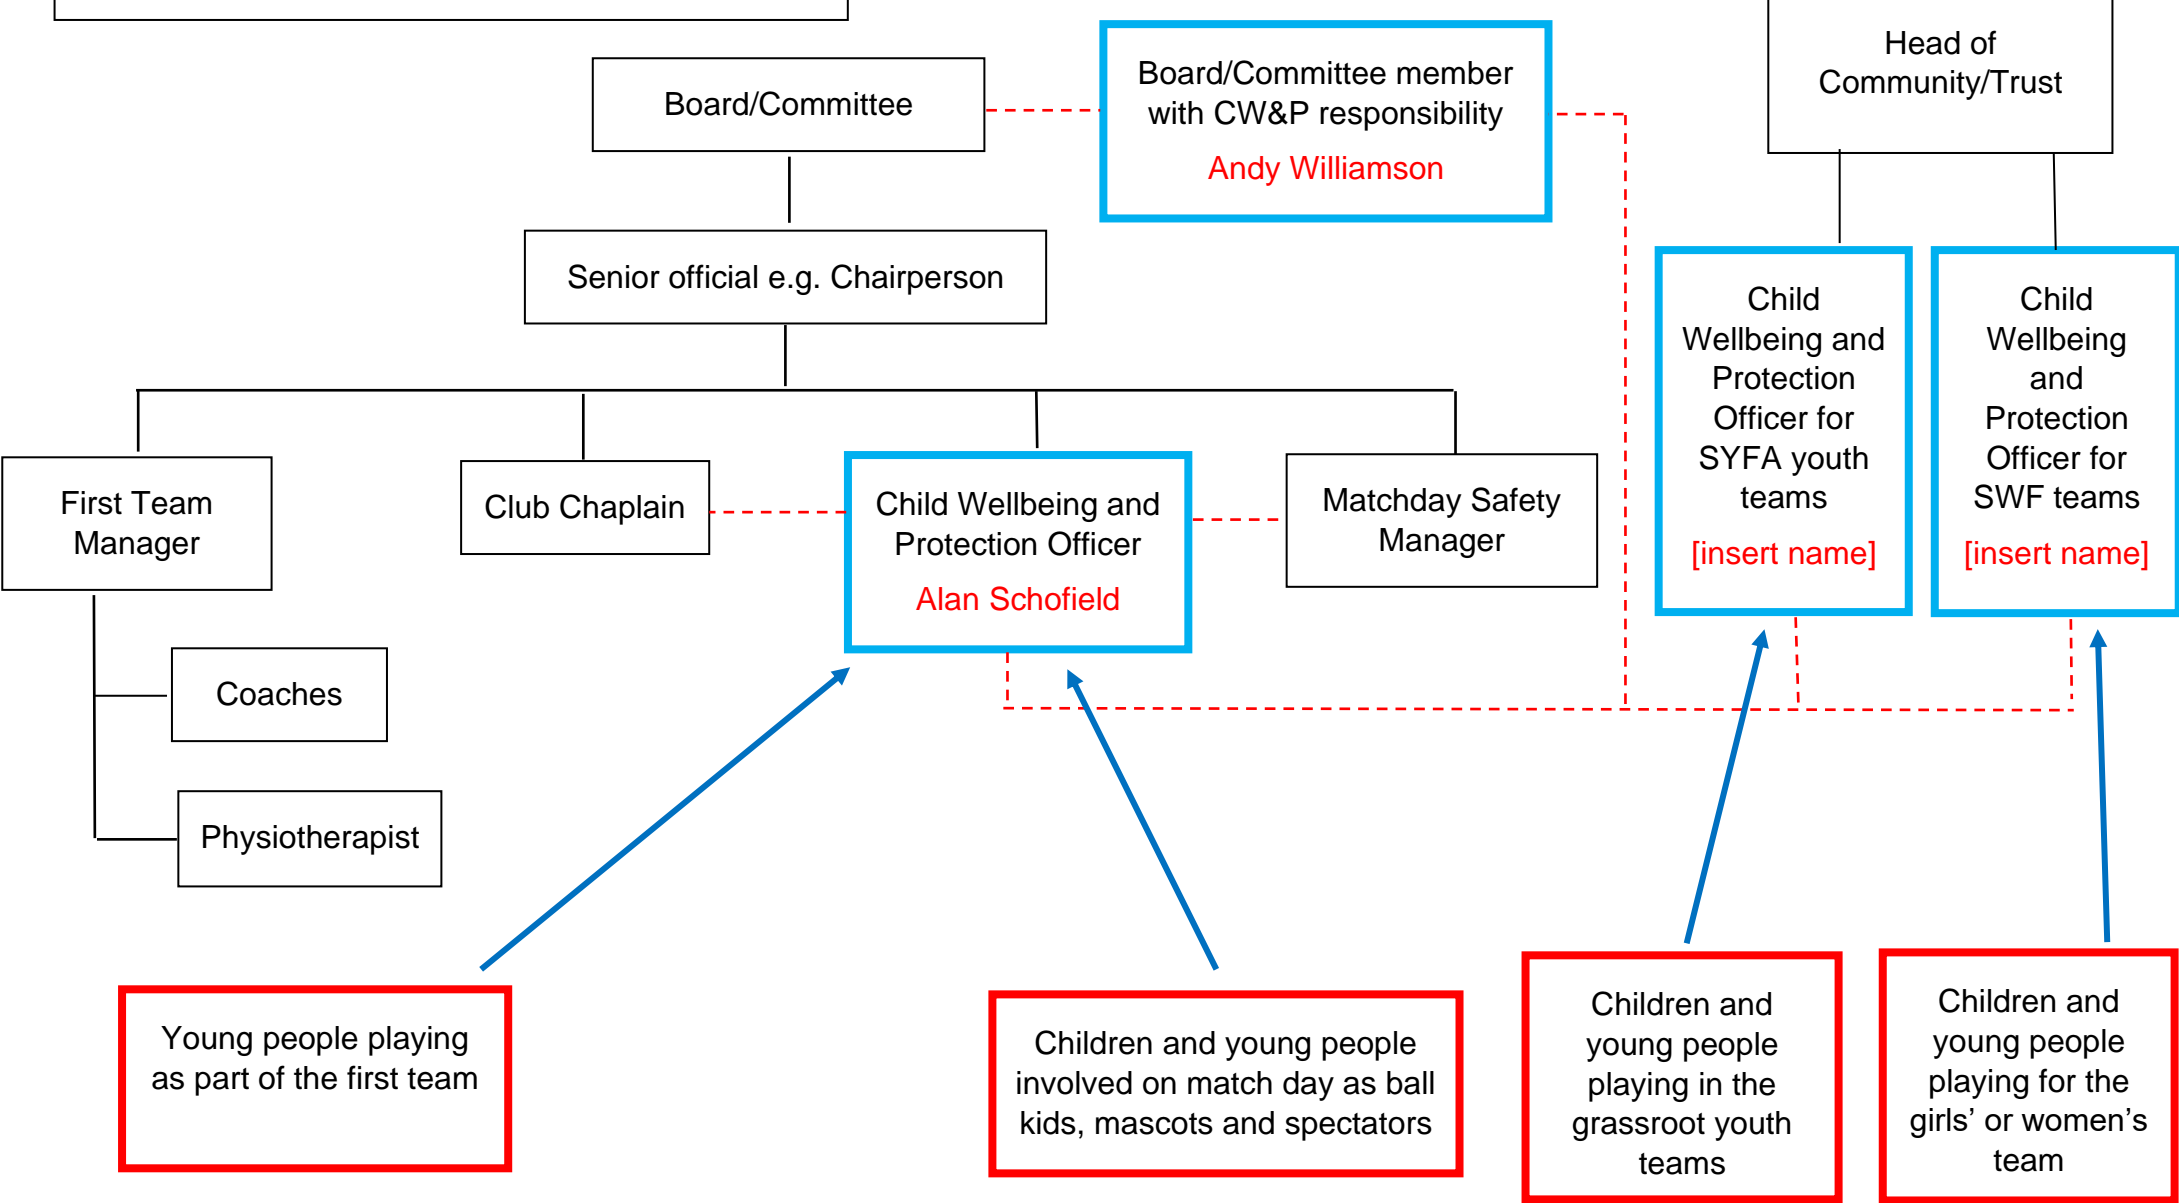 Head of
Community/Trust
Board/Committee
Board/Committee member
with CW&P responsibility
Andy Williamson
Senior official e.g. Chairperson
Child
Wellbeing and
Protection
Officer for
SYFA youth
teams
[insert name]
Child
Wellbeing
and
Protection
Officer for
SWF teams
[insert name]
First Team
Manager
Club Chaplain
Child Wellbeing and
Protection Officer
Alan Schofield
Matchday Safety
Manager
Coaches
Physiotherapist
Young people playing
as part of the first team
Children and young people
involved on match day as ball
kids, mascots and spectators
Children and
young people
playing in the
grassroot youth
teams
Children and
young people
playing for the
girls’ or women’s
team